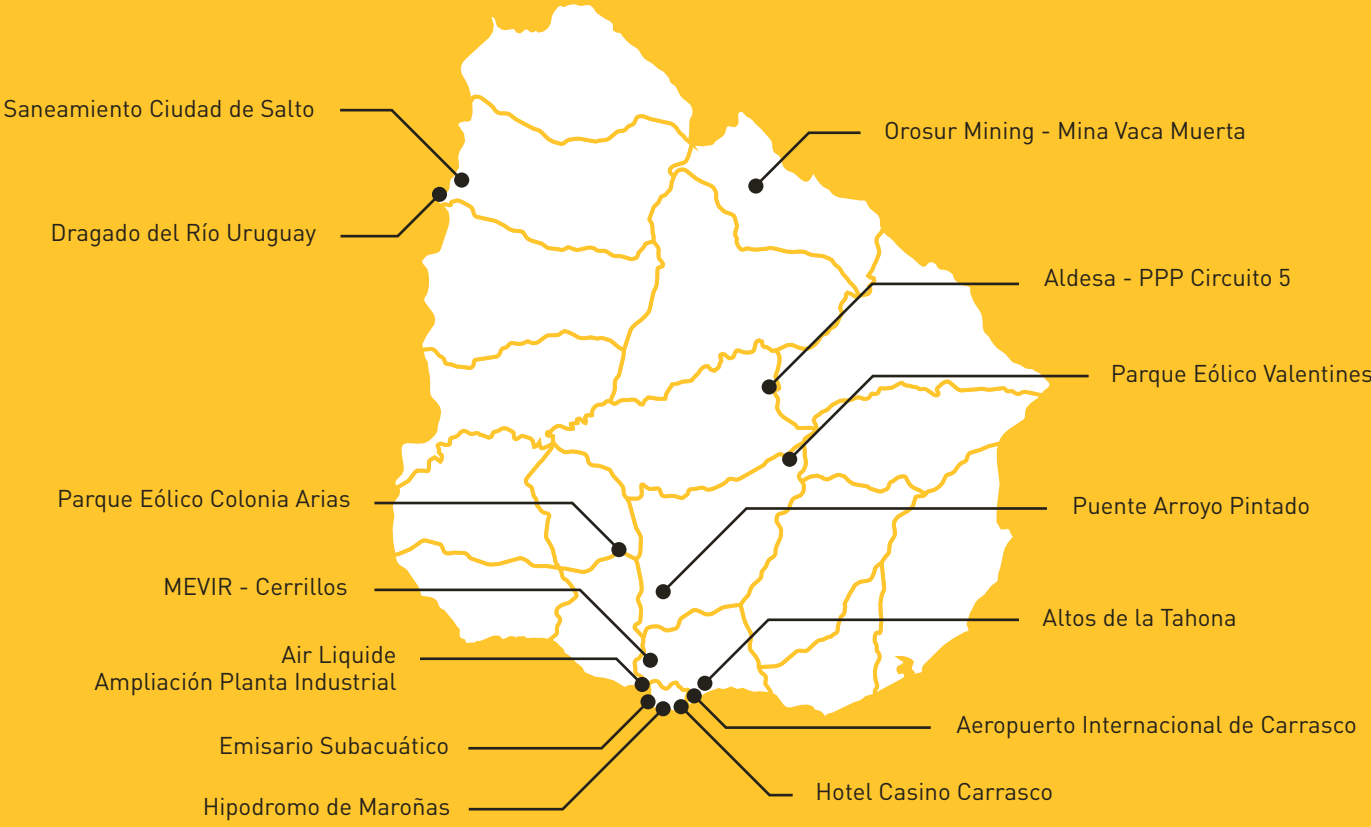 Saneamiento Ciudad de Salto
Dragado del Río Uruguay
Parque Eólico Colonia Arias
MEVIR - Cerrillos
Air Liquide
Ampliación Planta Industrial
Emisario Subacuático
Hipodromo de Maroñas
Orosur Mining - Mina Vaca Muerta
Aldesa - PPP Circuito 5
Parque Eólico Valentines
Puente Arroyo Pintado
Altos de la Tahona
Aeropuerto Internacional de Carrasco
Hotel Casino Carrasco